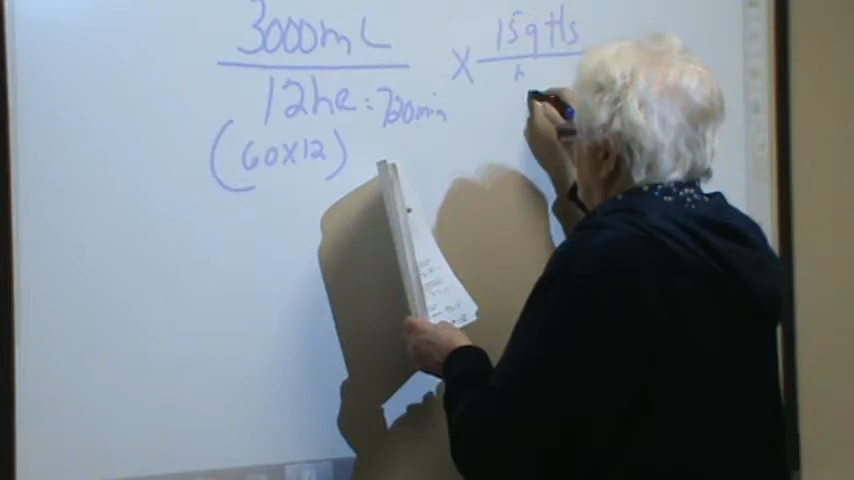 3000mL X 15gtts
12hr = 720min
(60x12)